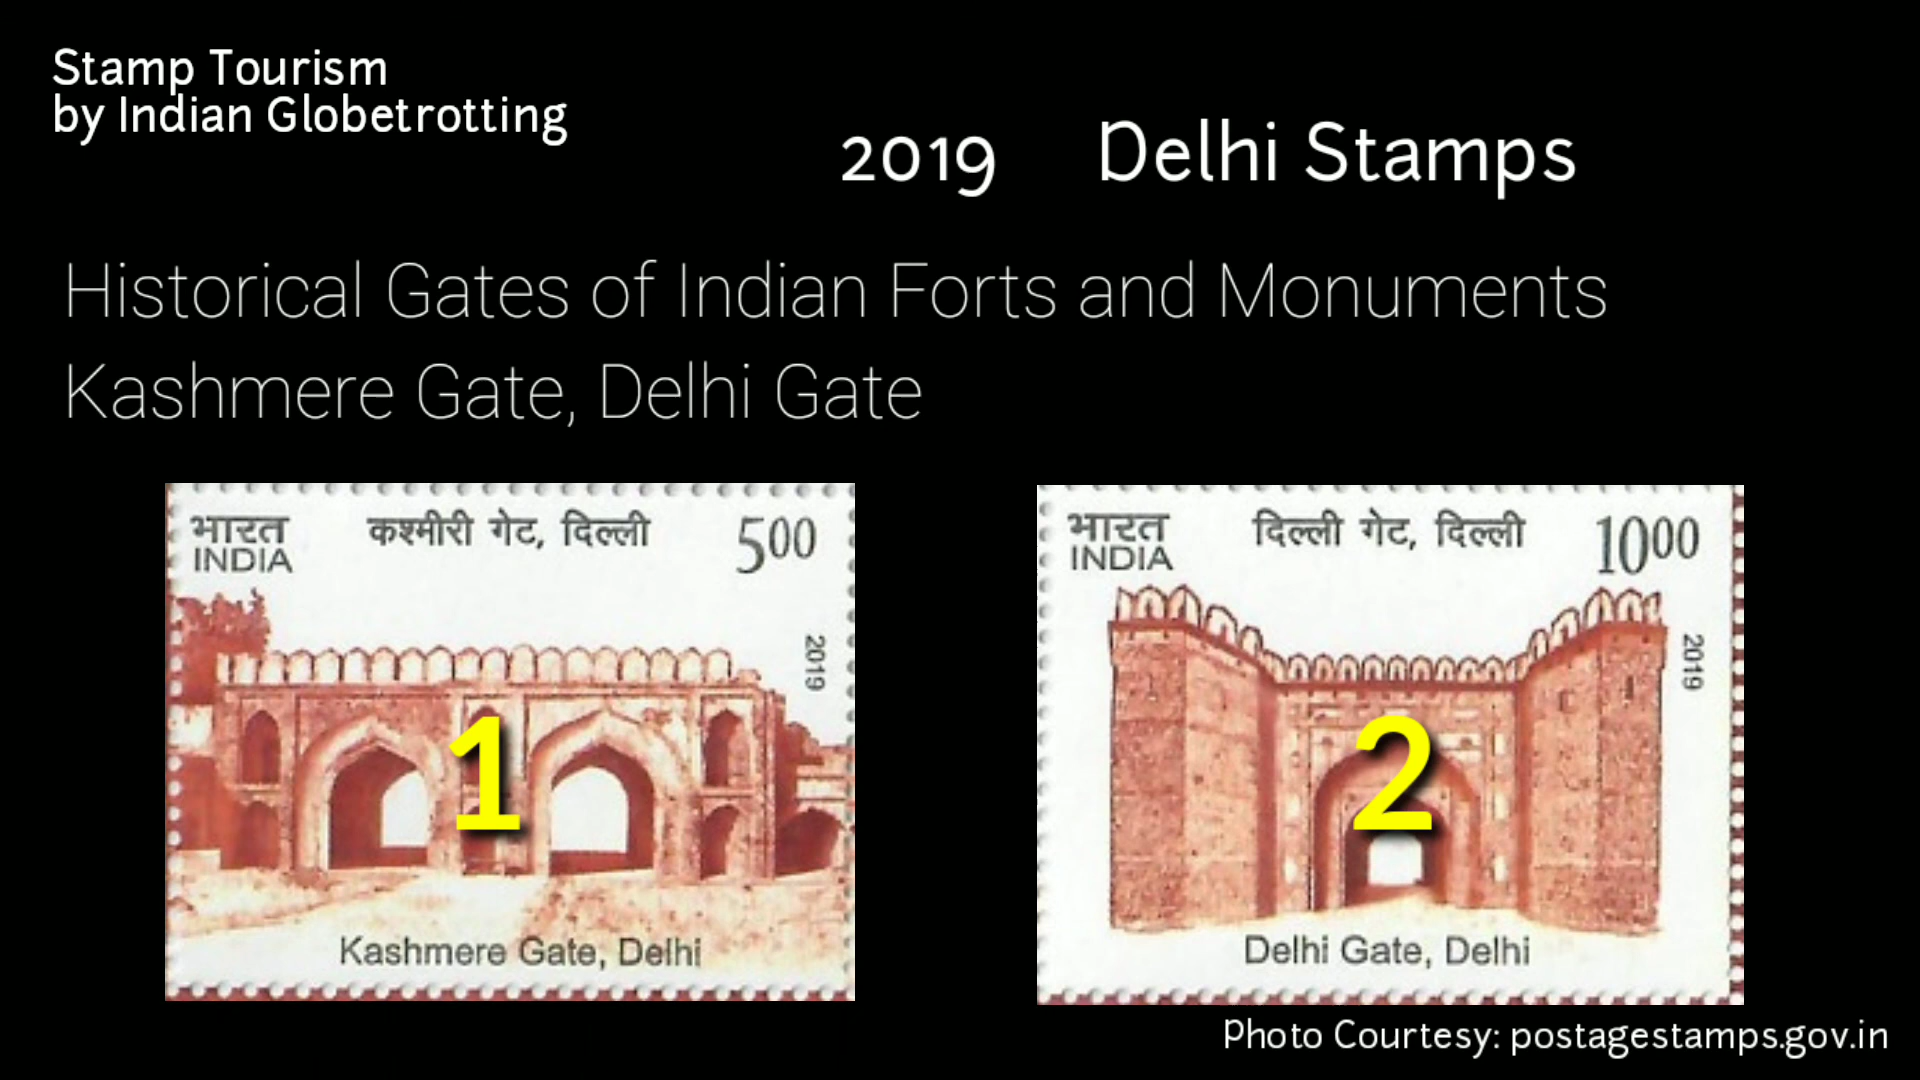 Stamp Tourism
by Indian Globetrotting
2019 Delhi Stamps
Historical Gates of Indian Forts and Monuments
Kashmere Gate, Delhi Gate
भारत
INDIA
कश्मीरी गेट, दिल्ली
500
2019
1
Kashmere Gate, Delhi
भारत
INDIA
दिल्ली गेट, दिल्ली
1000
2019
2
Delhi Gate, Delhi
Photo Courtesy: postagestamps.gov.in